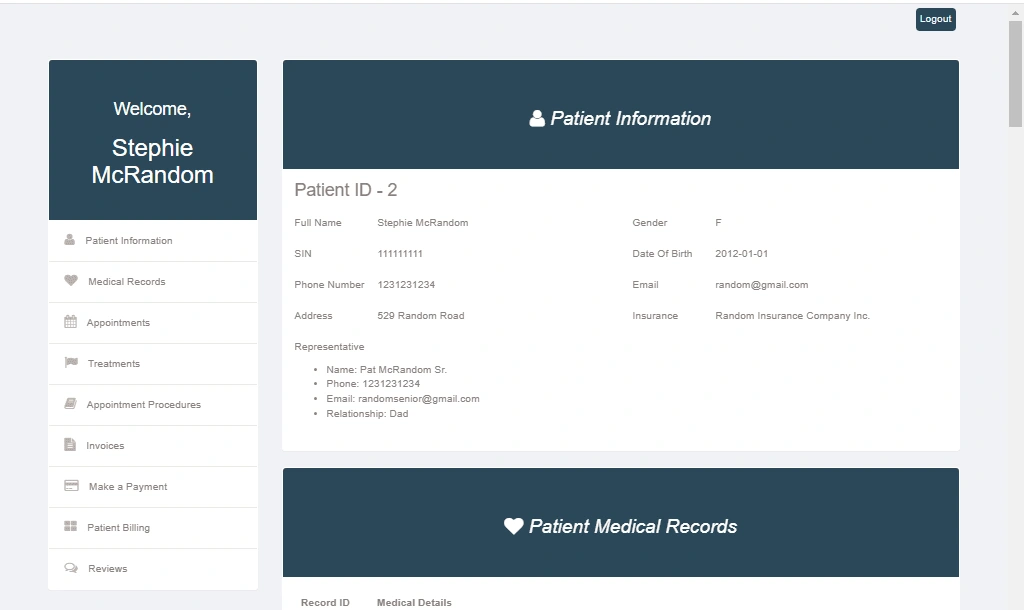 Logout
Welcome,
Stephie
McRandom
Patient Information
Medical Records
Appointments
Treatments
Appointment Procedures
Invoices
Make a Payment
Patient Billing
Reviews
Patient Information
Patient ID - 2
Full Name Stephie McRandom Gender F
SIN 111111111 Date Of Birth 2012-01-01
Phone Number 1231231234 Email random@gmail.com
Address 529 Random Road Insurance Random Insurance Company Inc.
Representative
• Name: Pat McRandom Sr.
• Phone: 1231231234
• Email: randomsenior@gmail.com
• Relationship: Dad
Patient Medical Records
Record ID Medical Details